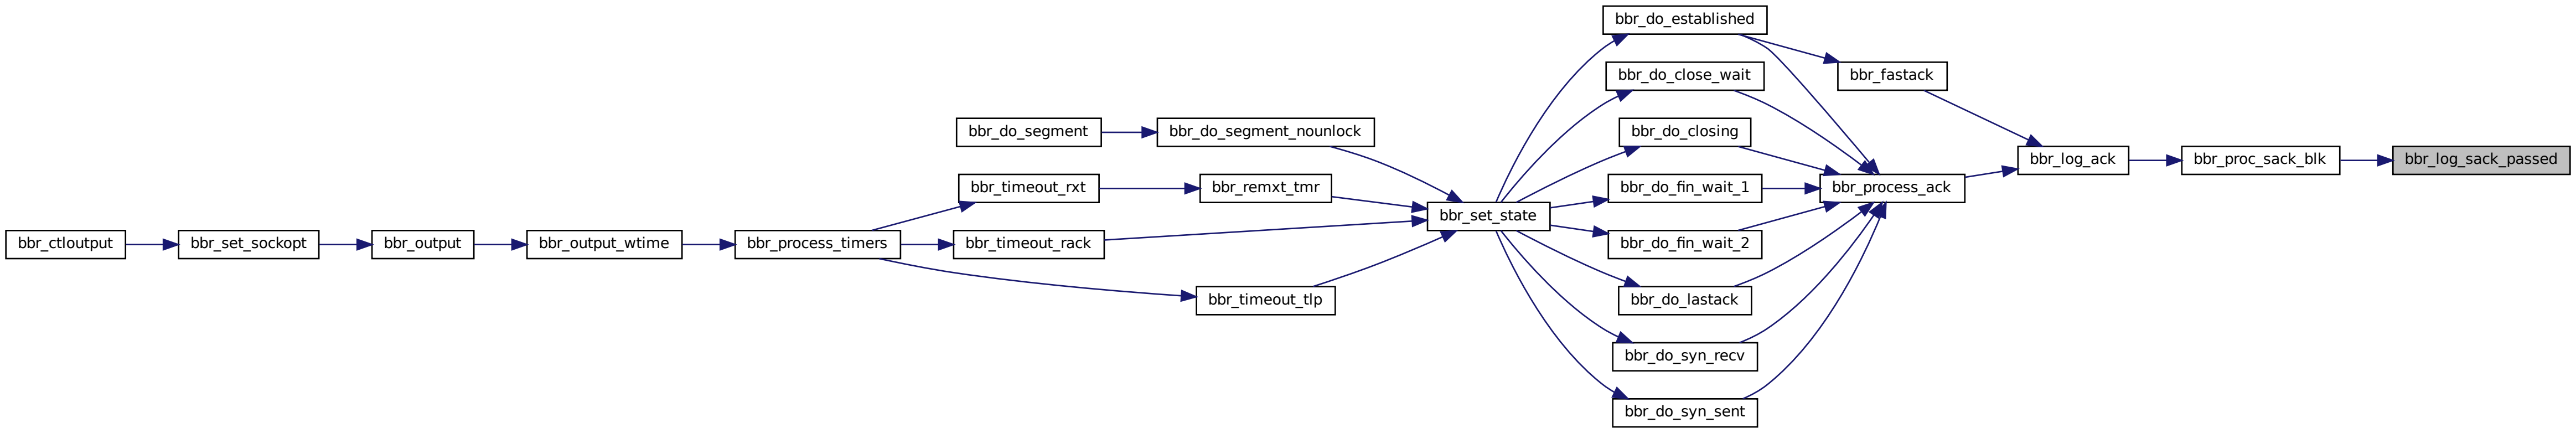 bbr_do_established
bbr_do_close_wait
bbr_fastack
bbr_do_segment
bbr_do_segment_nounlock
bbr_do_closing
bbr_log_ack
bbr_proc_sack_blk
bbr_log_sack_passed
bbr_timeout_rxt
bbr_remxt_tmr
bbr_do_fin_wait_1
bbr_process_ack
bbr_set_state
bbr_ctloutput
bbr_set_sockopt
bbr_output
bbr_output_wtime
bbr_process_timers
bbr_timeout_rack
bbr_do_fin_wait_2
bbr_timeout_tlp
bbr_do_lastack
bbr_do_syn_recv
bbr_do_syn_sent